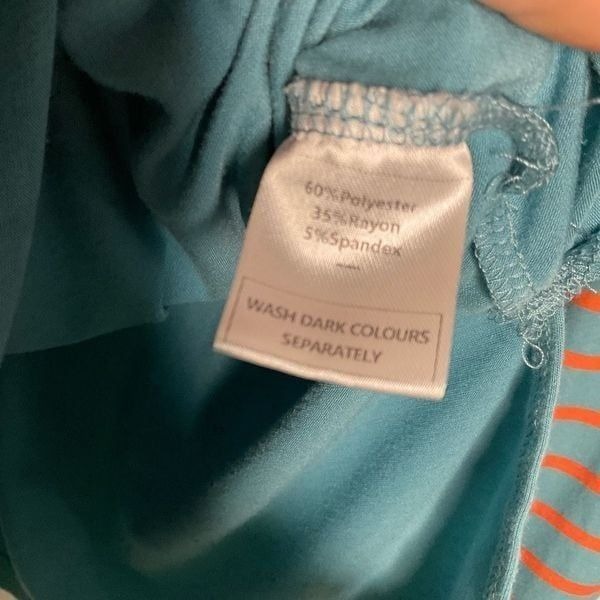 60%Polyester
35%Rayon
5%Spandex
WASH DARK COLOURS
SEPARATELY